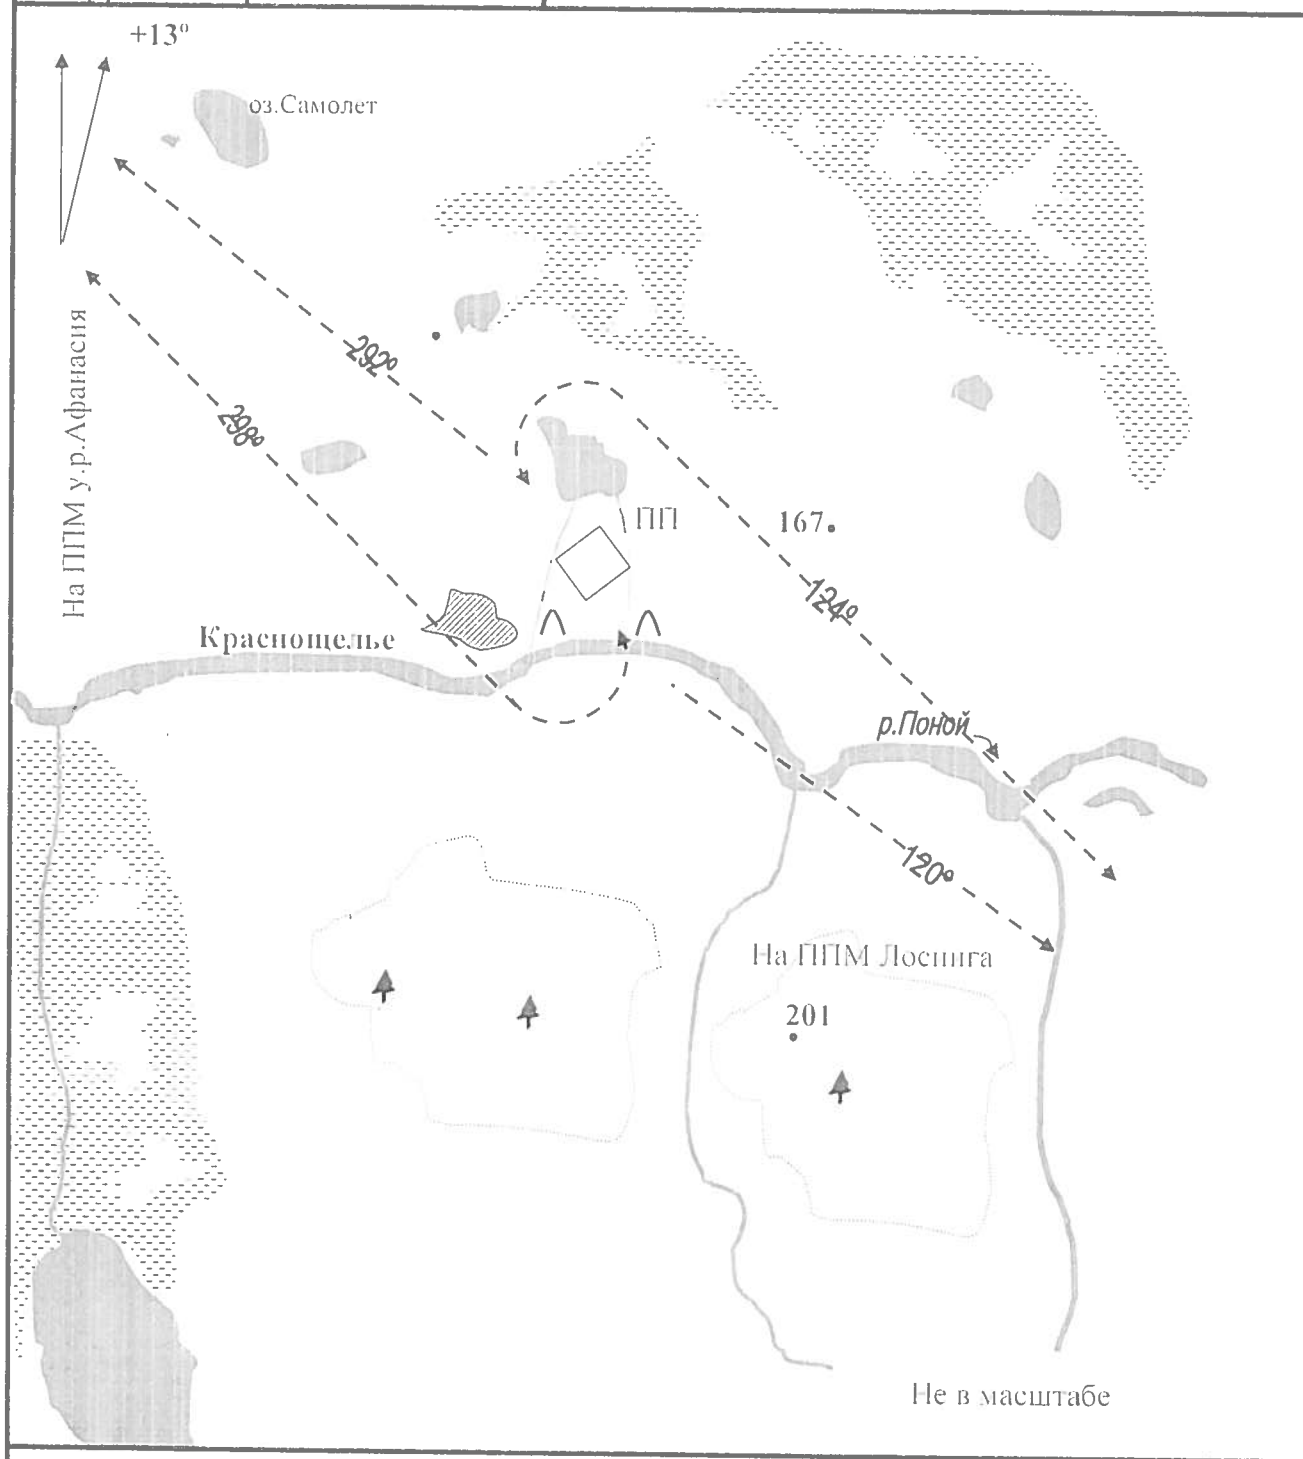 +13°
оз.Самолет
292°
На ППМ у.р.Афанасия
298°
ПП
167
124°
Краснощелье
р.Поной
120°
На ППМ Лосинга
201
Не в масштабе